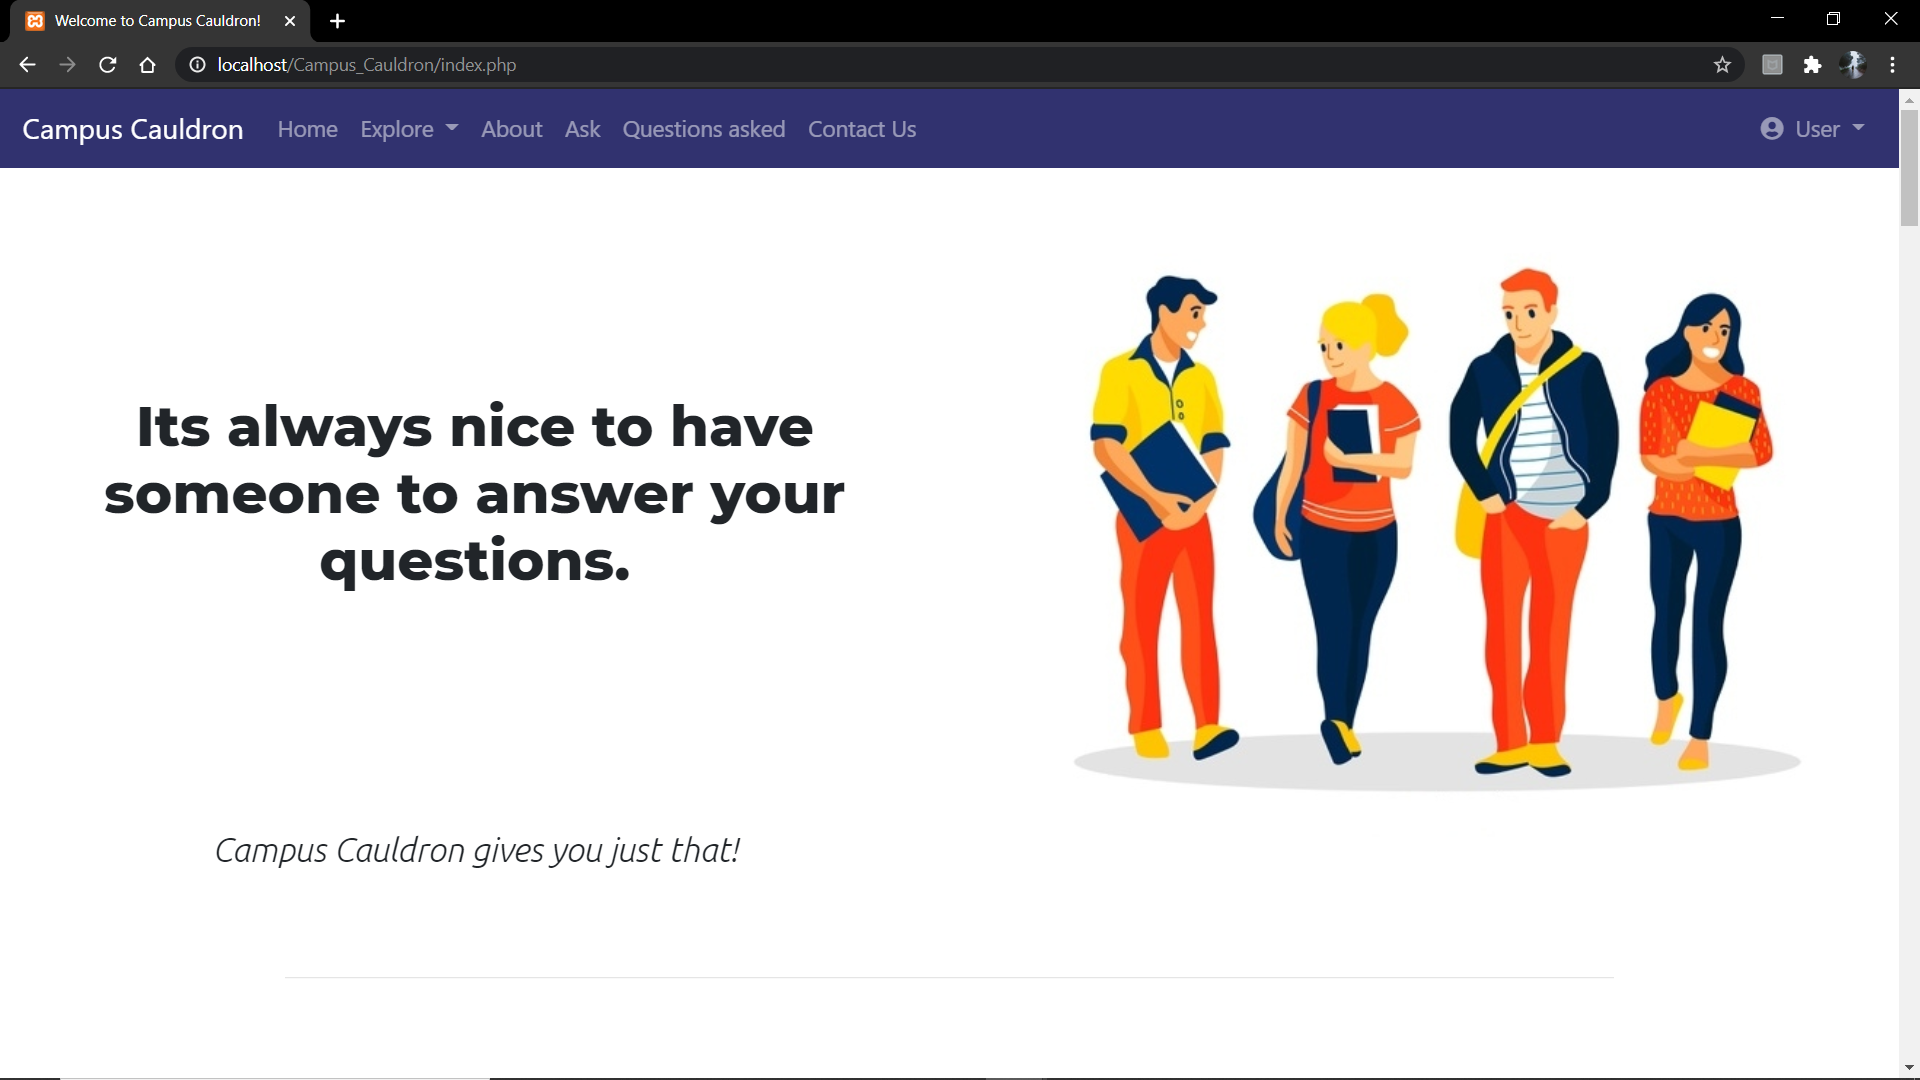 Welcome to Campus Cauldron!
localhost/Campus_Cauldron/index.php
Campus Cauldron Home Explore About Ask Questions asked Contact Us User
Its always nice to have
someone to answer your
questions.
Campus Cauldron gives you just that!